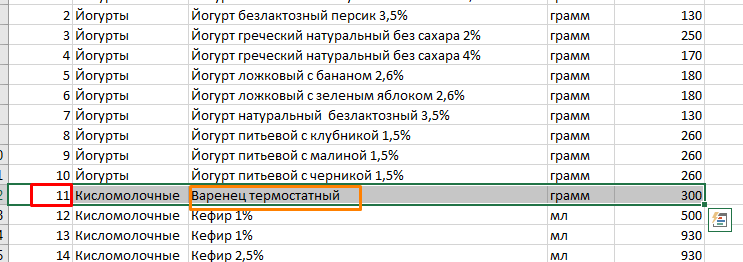 2 Йогурты Йогурт безлактозный персик 3,5% грамм 130
3 Йогурты Йогурт греческий натуральный без сахара 2% грамм 250
4 Йогурты Йогурт греческий натуральный без сахара 4% грамм 170
5 Йогурты Йогурт ложковый с бананом 2,6% грамм 180
6 Йогурты Йогурт ложковый с зеленым яблоком 2,6% грамм 180
7 Йогурты Йогурт натуральный безлактозный 3,5% грамм 130
8 Йогурты Йогурт питьевой с клубникой 1,5% грамм 260
9 Йогурты Йогурт питьевой с малиной 1,5% грамм 260
10 Йогурты Йогурт питьевой с черникой 1,5% грамм 260
11 Кисломолочные Варенец термостатный грамм 300
12 Кисломолочные Кефир 1% мл 500
13 Кисломолочные Кефир 1% мл 930
14 Кисломолочные Кефир 2,5% мл 930